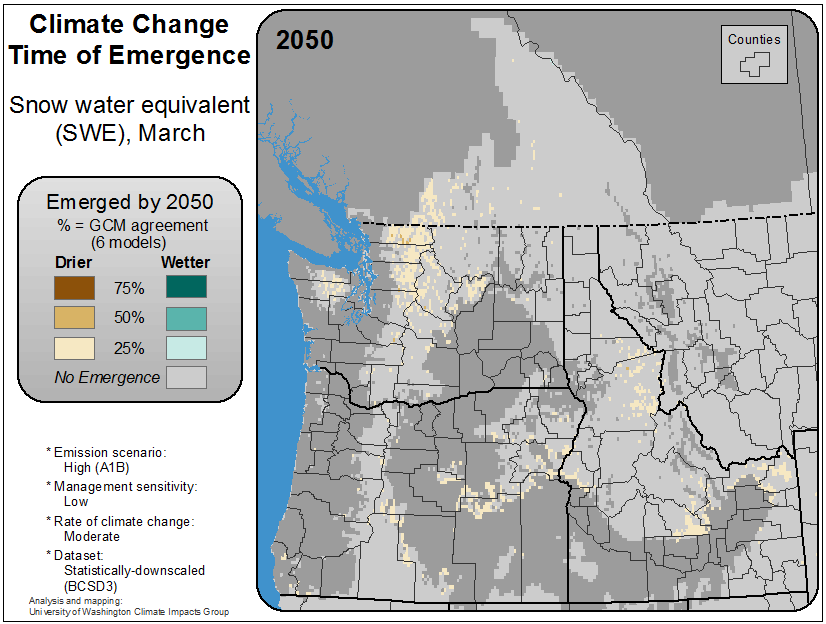 Climate Change
Time of Emergence
Snow water equivalent
(SWE), March
Emerged by 2050
% = GCM agreement
(6 models)
Drier Wetter
75%
50%
25%
No Emergence
* Emission scenario:
High (A1B)
* Management sensitivity:
Low
* Rate of climate change:
Moderate
* Dataset:
Statistically-downscaled
(BCSD3)
Analysis and mapping:
University of Washington Climate Impacts Group
2050
Counties